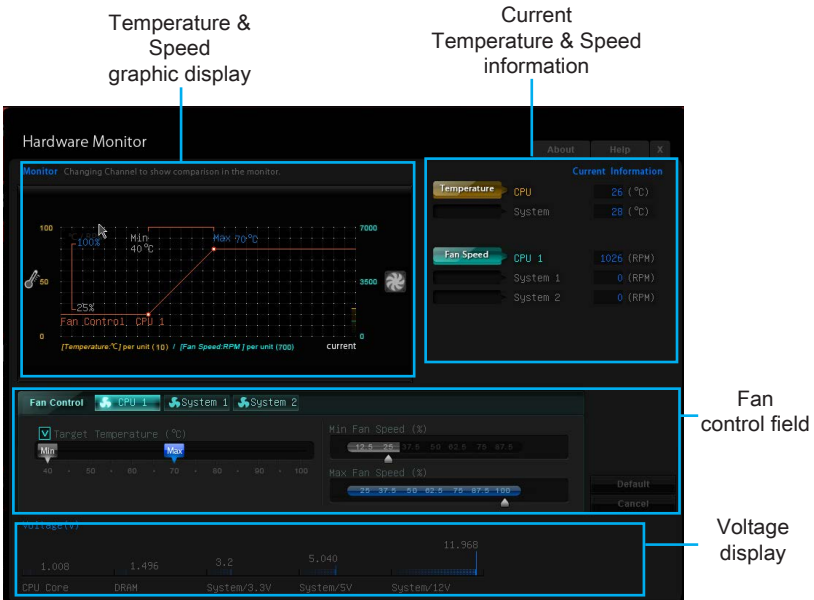 Temperature &
Speed
graphic display
Current
Temperature & Speed
information
Hardware Monitor
About Help X
Monitor Changing Channel to show comparison in the monitor.
Current Information
Temperature CPU 26 (°C)
System 28 (°C)
Fan Speed CPU 1 1026 (RPM)
System 1 0 (RPM)
System 2 0 (RPM)
100 100% Min Max 70°C 7000
40°C
50 3500
25%
Fan Control, CPU 1
0 0
[Temperature:°C] per unit (10) / [Fan Speed:RPM] per unit (700) current
Fan Control CPU 1 System 1 System 2
Fan
control field
Target Temperature (°C)
Min Max
40 50 60 70 80 90 100
Min Fan Speed (%)
12.5 25 37.5 50 62.5 75 87.5
Max Fan Speed (%)
25 37.5 50 62.5 75 87.5 100
Default
Cancel
Voltage(V)
1.008 1.496 3.2 5.040 11.968
CPU Core DRAM System/3.3V System/5V System/12V
Voltage
display